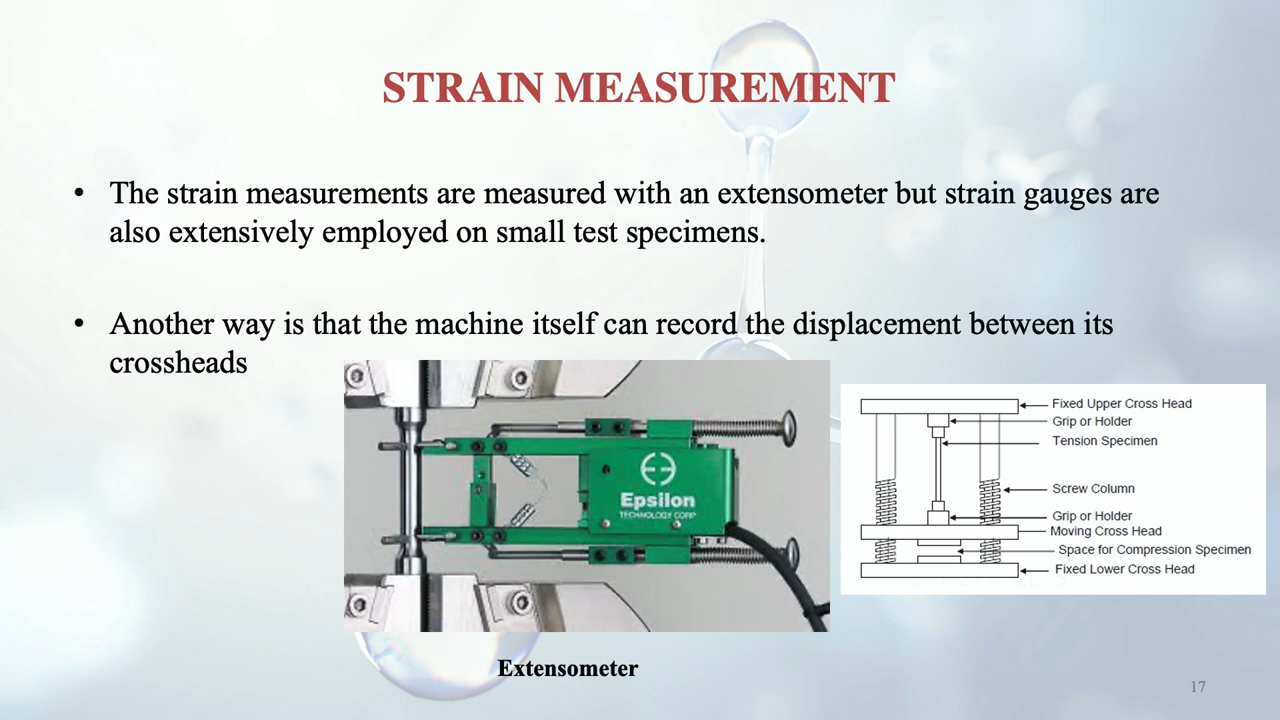 STRAIN MEASUREMENT
• The strain measurements are measured with an extensometer but strain gauges are
also extensively employed on small test specimens.
• Another way is that the machine itself can record the displacement between its
crossheads
Epsilon
TECHNOLOGY CORP
Extensometer
Fixed Upper Cross Head
Grip or Holder
Tension Specimen
Screw Column
Grip or Holder
Moving Cross Head
Space for Compression Specimen
Fixed Lower Cross Head
17